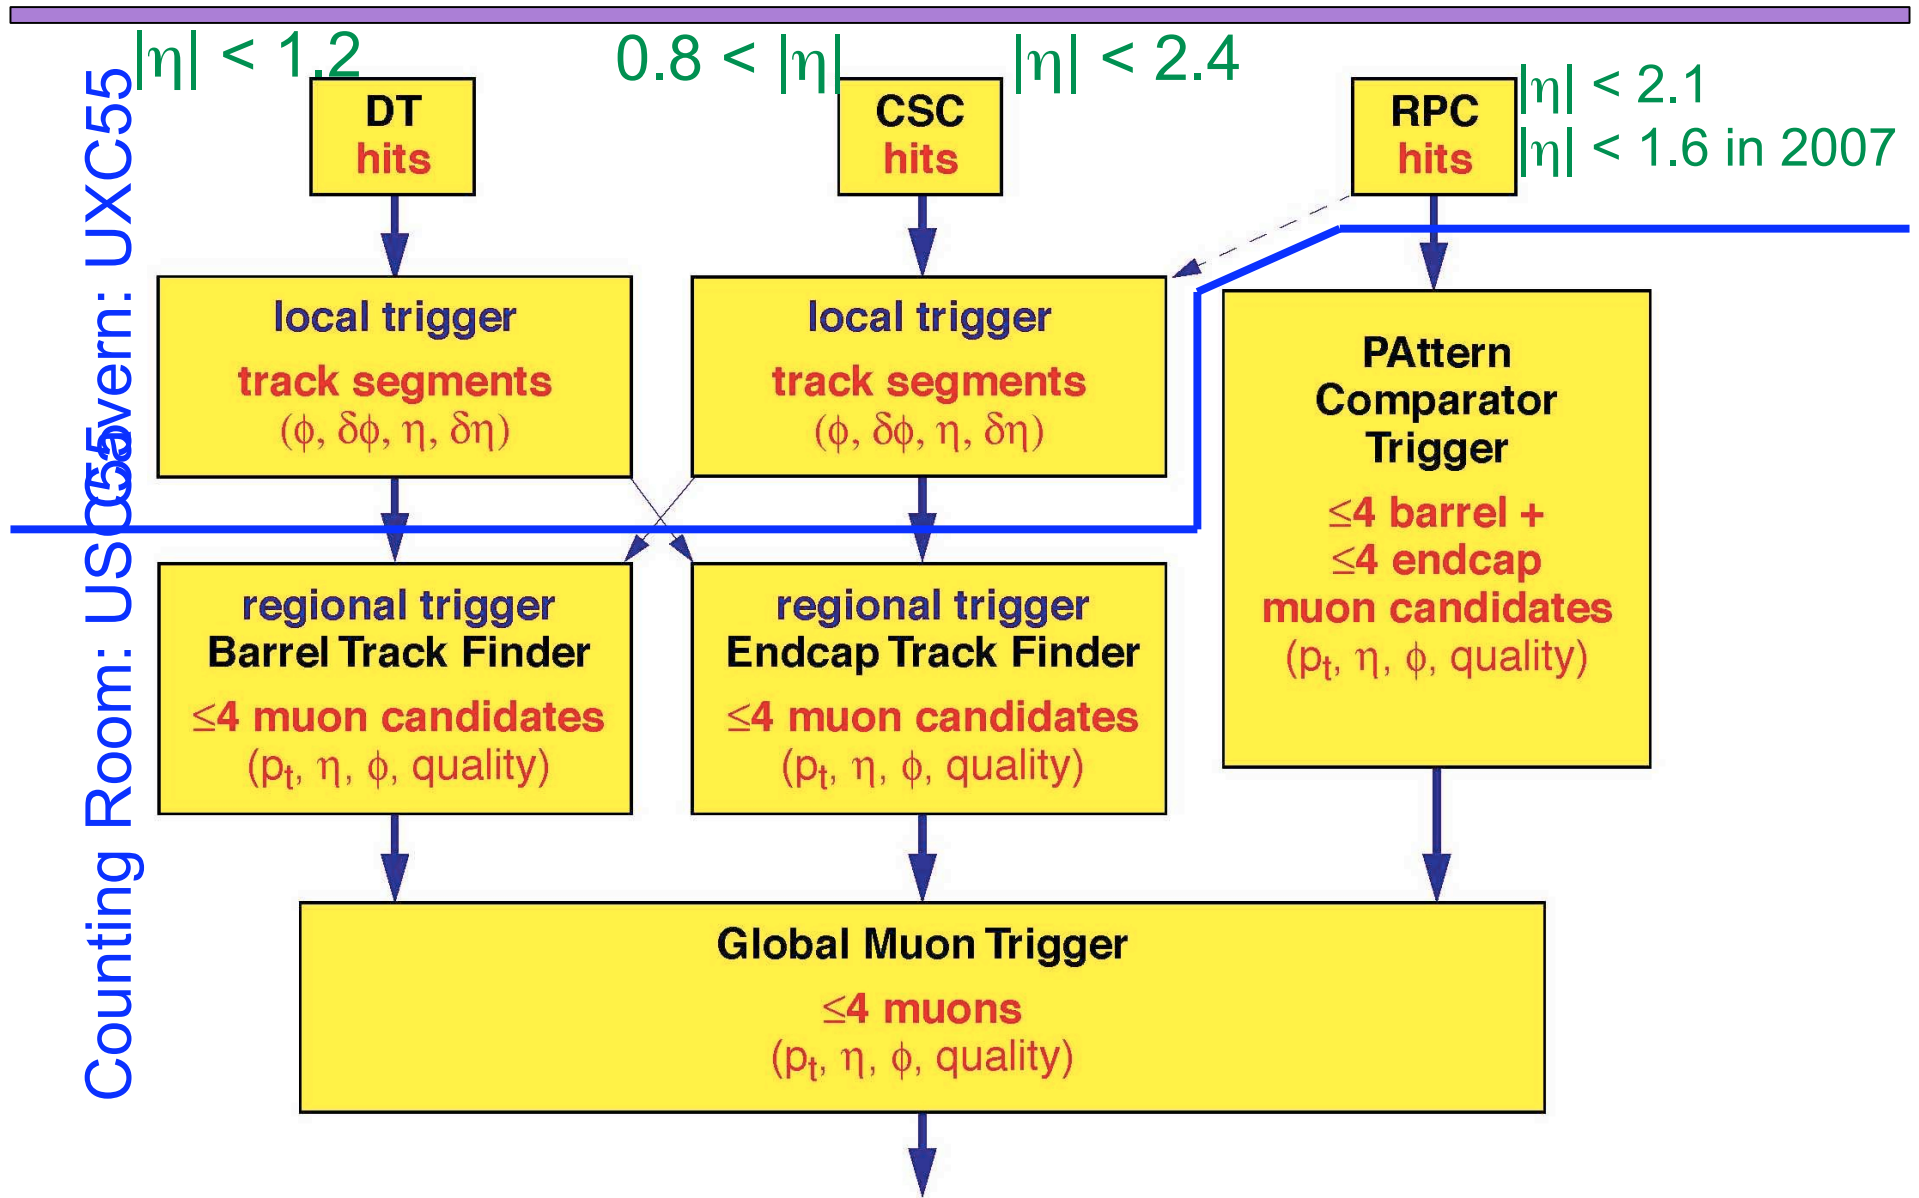 |η| < 1.2
0.8 < |η|
|η| < 2.4
|η| < 2.1
|η| < 1.6 in 2007
Cavern: UXC55
Counting Room: USC55
DT
hits
CSC
hits
RPC
hits
local trigger
track segments
(ϕ, δϕ, η, δη)
local trigger
track segments
(ϕ, δϕ, η, δη)
PAttern
Comparator
Trigger
≤4 barrel +
≤4 endcap
muon candidates
(pt, η, ϕ, quality)
regional trigger
Barrel Track Finder
≤4 muon candidates
(pt, η, ϕ, quality)
regional trigger
Endcap Track Finder
≤4 muon candidates
(pt, η, ϕ, quality)
Global Muon Trigger
≤4 muons
(pt, η, ϕ, quality)